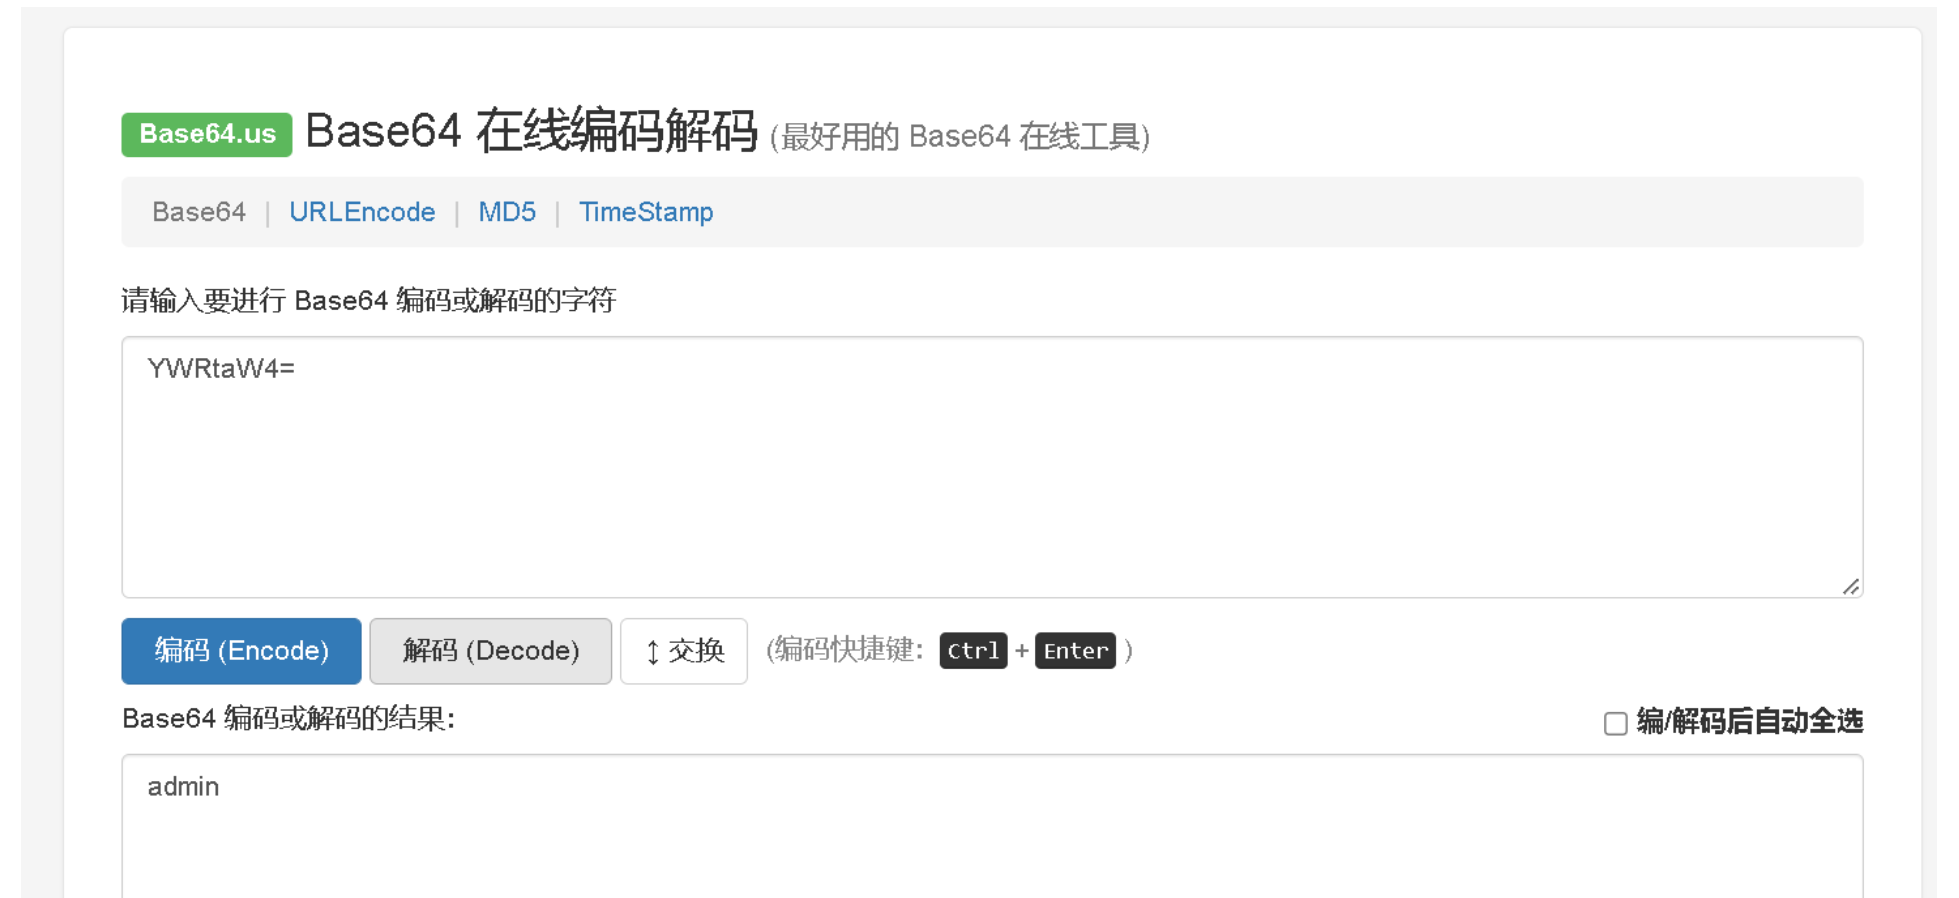 Base64.us Base64 在线编码解码 (最好用的 Base64 在线工具)
Base64 | URLEncode | MD5 | TimeStamp
请输入要进行 Base64 编码或解码的字符
YWRtaW4=
编码 (Encode) 解码 (Decode) ↕ 交换 (编码快捷键: Ctrl + Enter )
Base64 编码或解码的结果: 编/解码后自动全选
admin